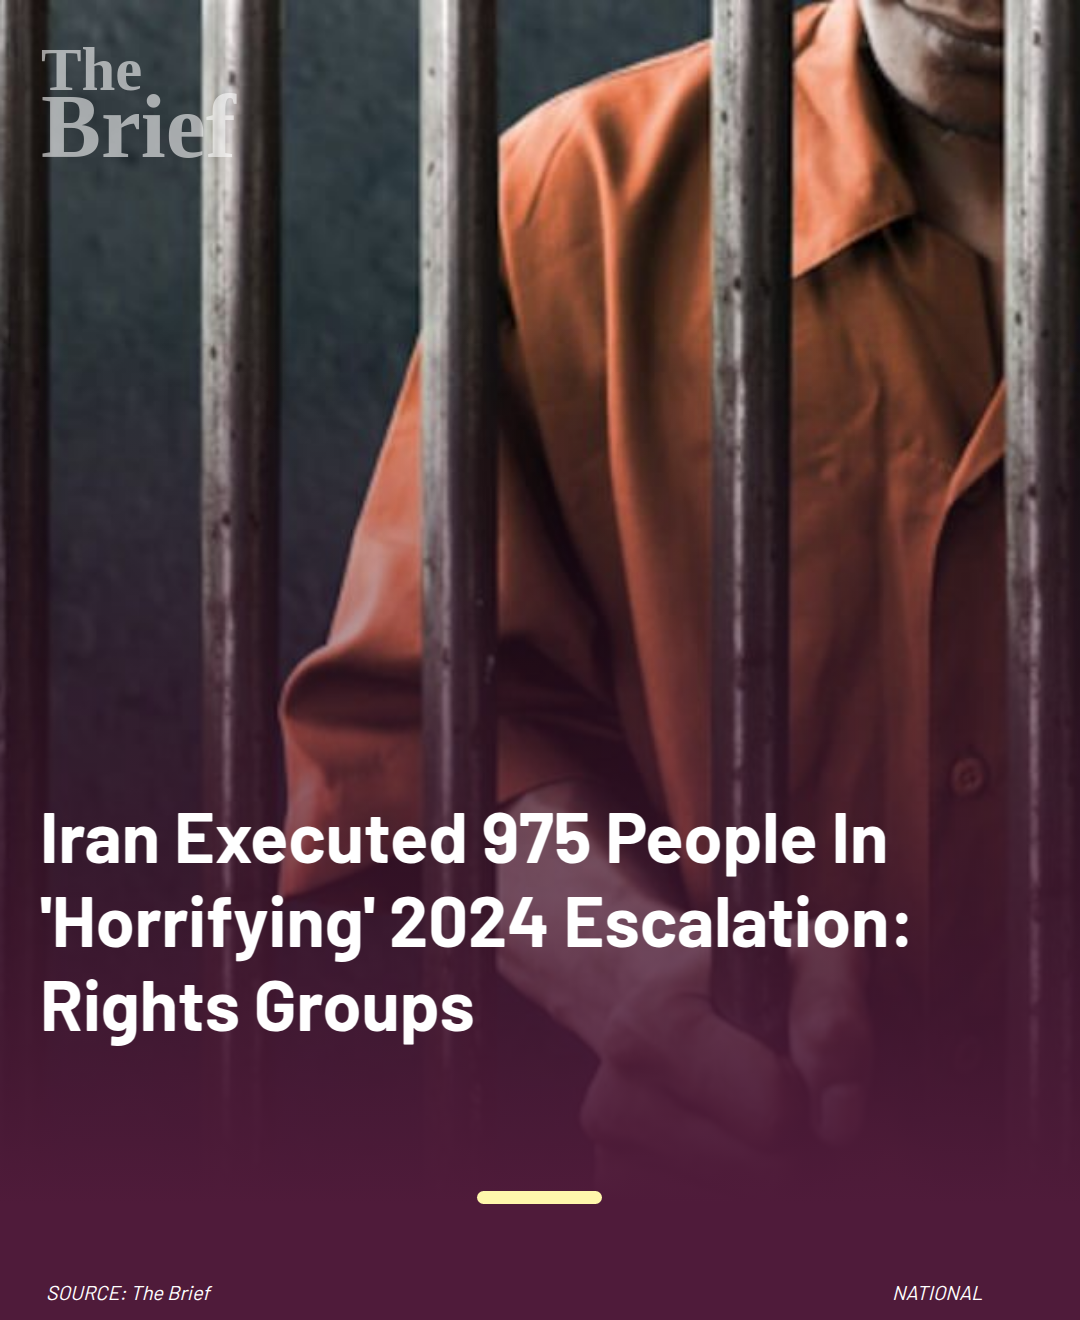 The
Brief
Iran Executed 975 People In
'Horrifying' 2024 Escalation:
Rights Groups
SOURCE: The Brief
NATIONAL